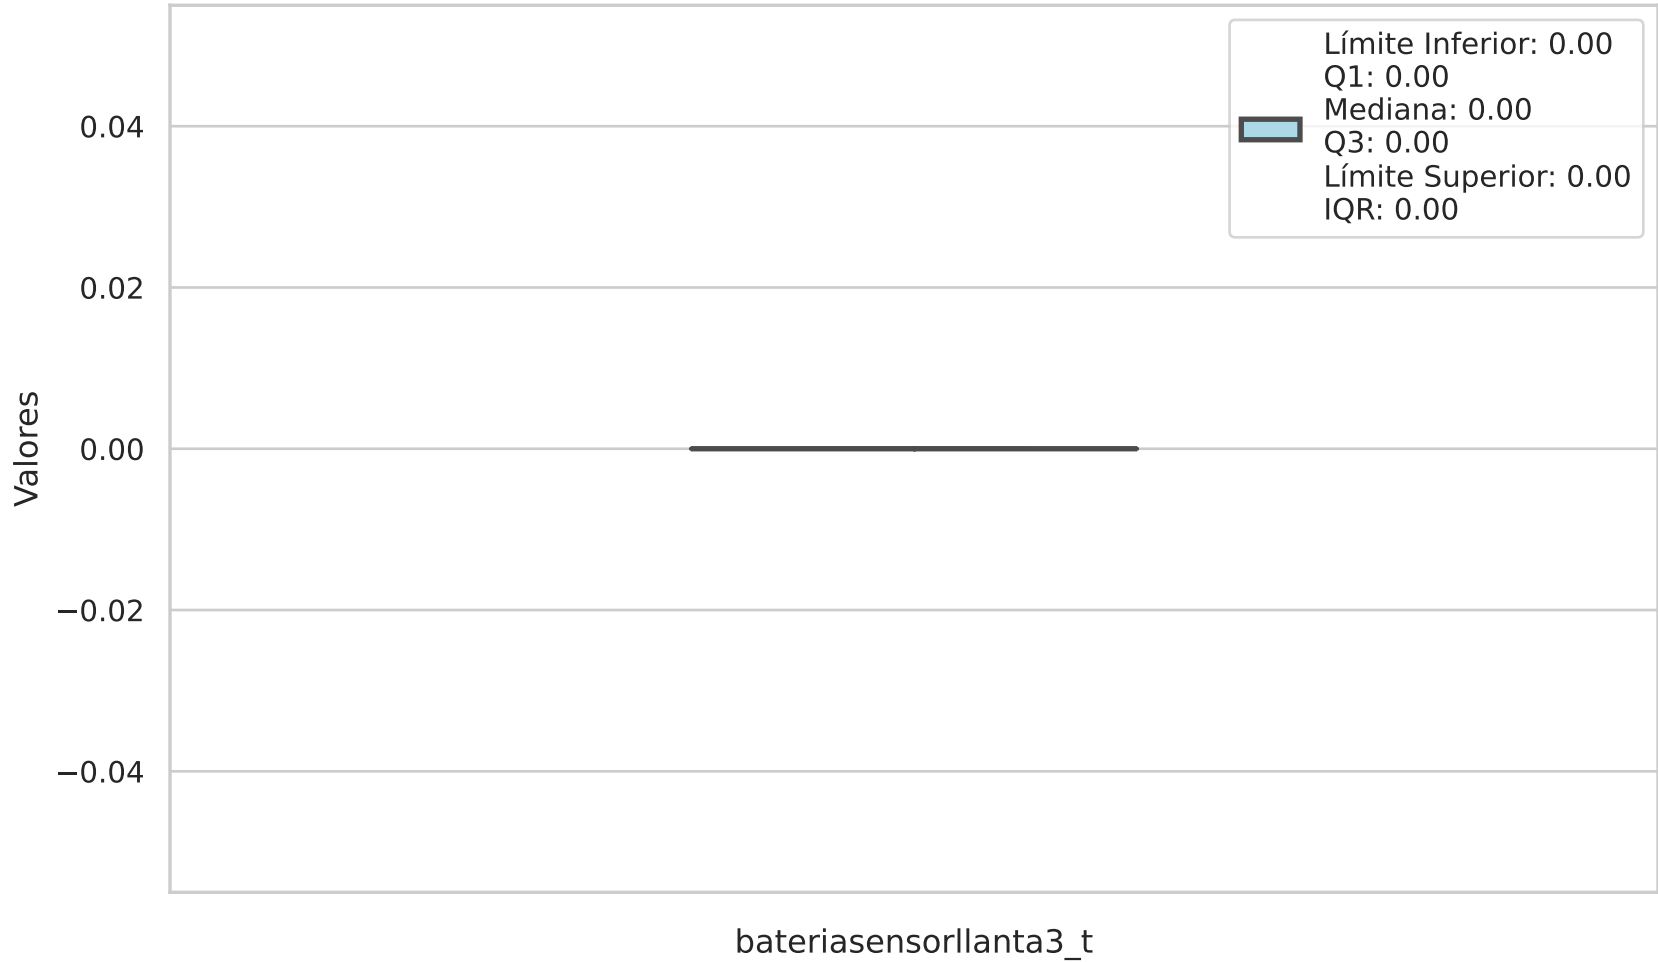 Límite Inferior: 0.00
Q1: 0.00
Mediana: 0.00
Q3: 0.00
Límite Superior: 0.00
IQR: 0.00
0.04
0.02
0.00
−0.02
−0.04
Valores
bateriasensorllanta3_t